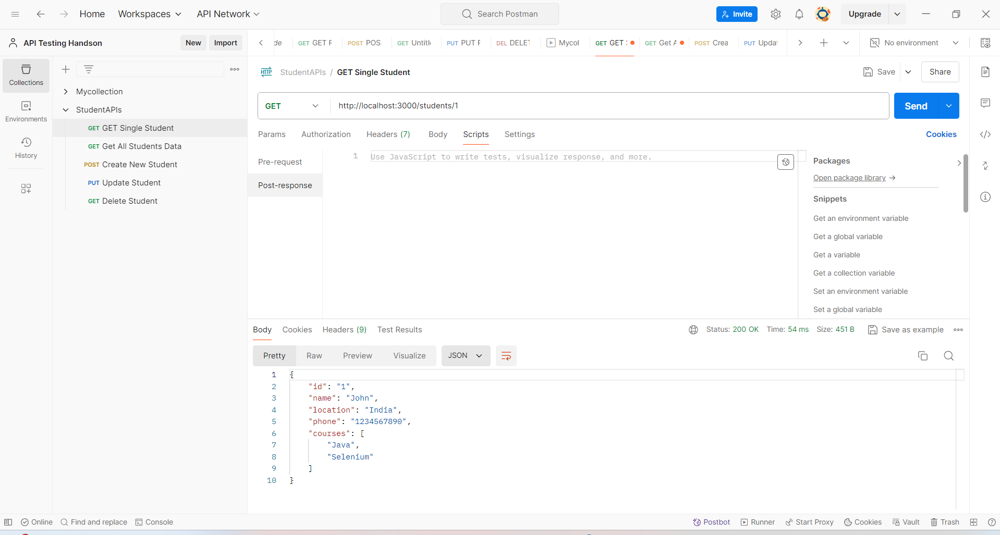 Home Workspaces API Network Search Postman Invite Upgrade
API Testing Handson New Import
de GET GET F POST POS GET Untitl PUT PUT F DEL DELET Mycol GET GET GET Get A POST Crea PUT Updat No environment
Collections
Environments
History
Mycollection
StudentAPIs
GET GET Single Student
GET Get All Students Data
POST Create New Student
PUT Update Student
GET Delete Student
HTTP StudentAPIs / GET Single Student Save Share
GET http://localhost:3000/students/1 Send
Params Authorization Headers (7) Body Scripts Settings Cookies
Pre-request
Post-response
1 Use JavaScript to write tests, visualize response, and more.
Packages
Open package library →
Snippets
Get an environment variable
Get a global variable
Get a variable
Get a collection variable
Set an environment variable
Set a global variable
Body Cookies Headers (9) Test Results Status: 200 OK Time: 54 ms Size: 451 B Save as example
Pretty Raw Preview Visualize JSON
1 {
2 "id": "1",
3 "name": "John",
4 "location": "India",
5 "phone": "1234567890",
6 "courses": [
7 "Java",
8 "Selenium"
9 ]
10 }
Online Find and replace Console Postbot Runner Start Proxy Cookies Vault Trash